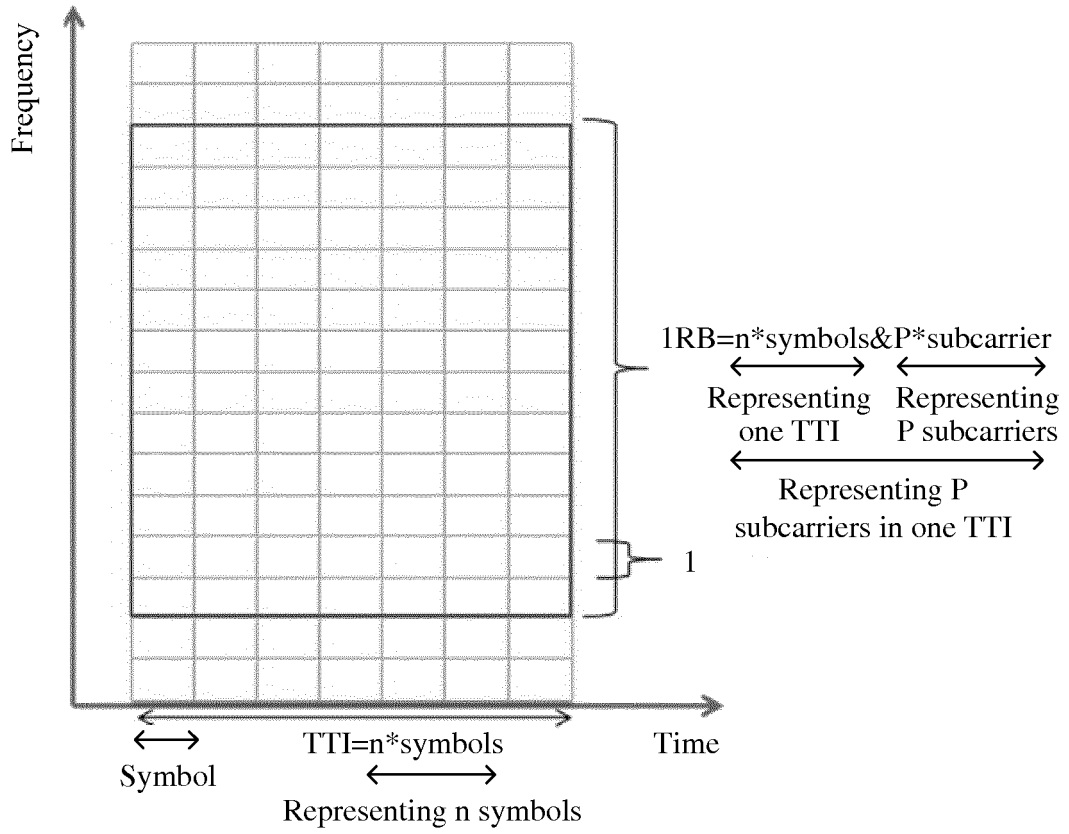 Frequency
1RB=n*symbols&P*subcarrier
Representing one TTI
Representing P subcarriers
Representing P
subcarriers in one TTI
1
TTI=n*symbols
Time
Symbol
Representing n symbols